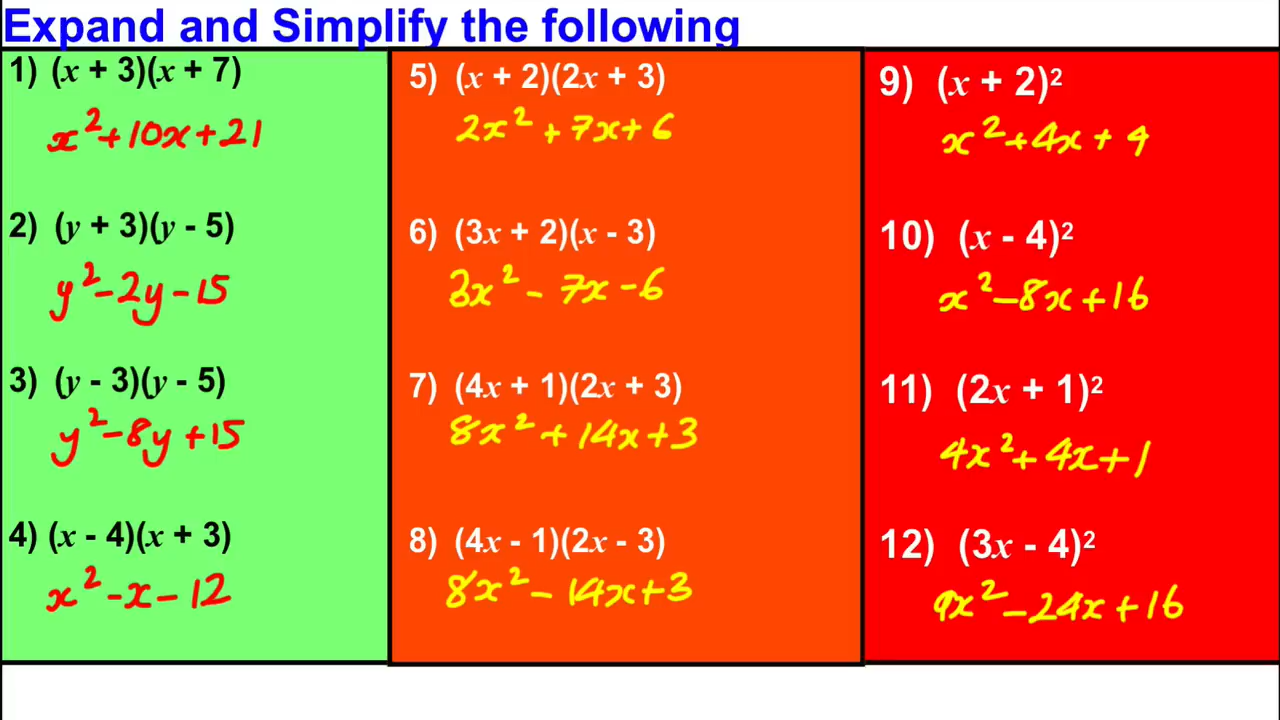 Expand and Simplify the following
1) (x + 3)(x + 7)
x² + 10x + 21
2) (y + 3)(y - 5)
y² - 2y - 15
3) (y - 3)(y - 5)
y² - 8y + 15
4) (x - 4)(x + 3)
x² - x - 12
5) (x + 2)(2x + 3)
2x² + 7x + 6
6) (3x + 2)(x - 3)
3x² - 7x - 6
7) (4x + 1)(2x + 3)
8x² + 14x + 3
8) (4x - 1)(2x - 3)
8x² - 14x + 3
9) (x + 2)²
x² + 4x + 4
10) (x - 4)²
x² - 8x + 16
11) (2x + 1)²
4x² + 4x + 1
12) (3x - 4)²
9x² - 24x + 16